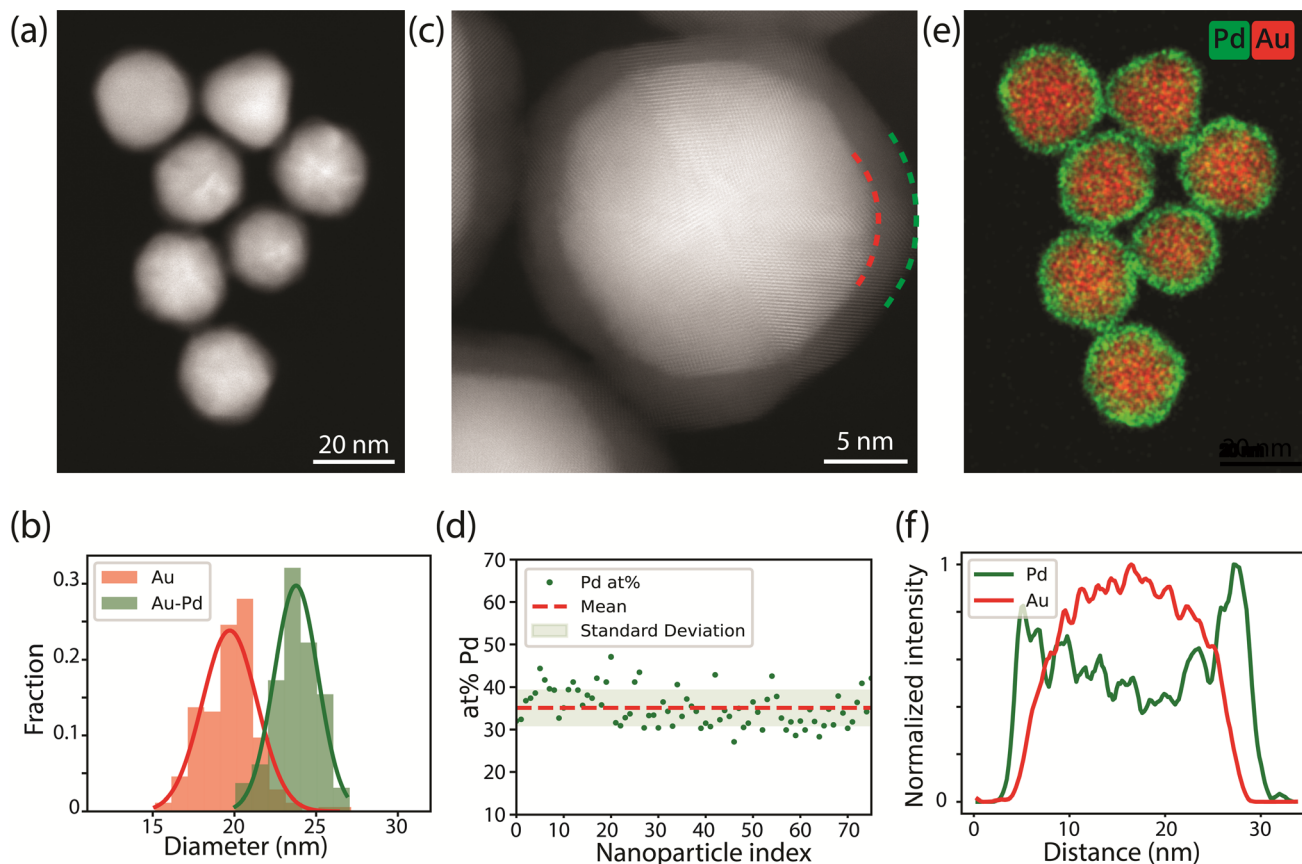 (a)
20 nm
(c)
5 nm
(e)
Pd Au
nm
(b)
Au
Au-Pd
Fraction
0.3
0.2
0.1
0
15 20 25 30
Diameter (nm)
(d)
Pd at%
Mean
Standard Deviation
at% Pd
70
60
50
40
30
20
10
0 10 20 30 40 50 60 70
Nanoparticle index
(f)
Pd
Au
Normalized intensity
1
0
0 10 20 30
Distance (nm)